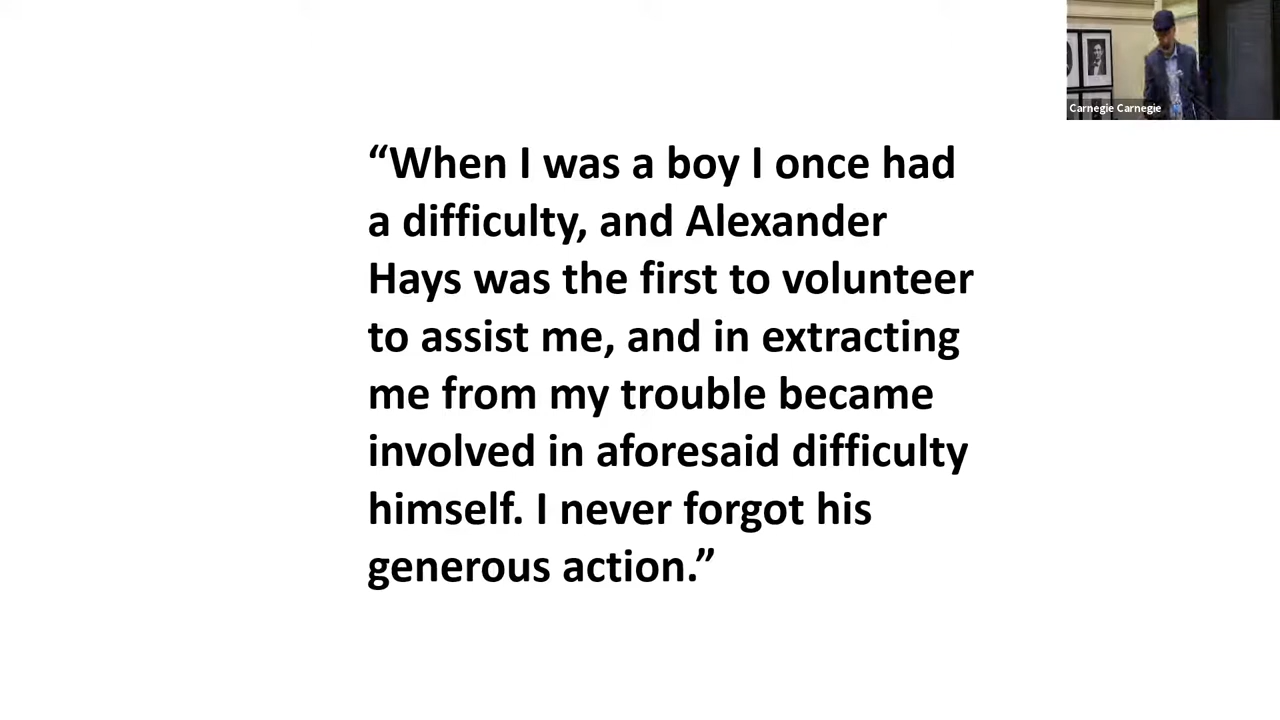 Carnegie Carnegie
“When I was a boy I once had
a difficulty, and Alexander
Hays was the first to volunteer
to assist me, and in extracting
me from my trouble became
involved in aforesaid difficulty
himself. I never forgot his
generous action.”